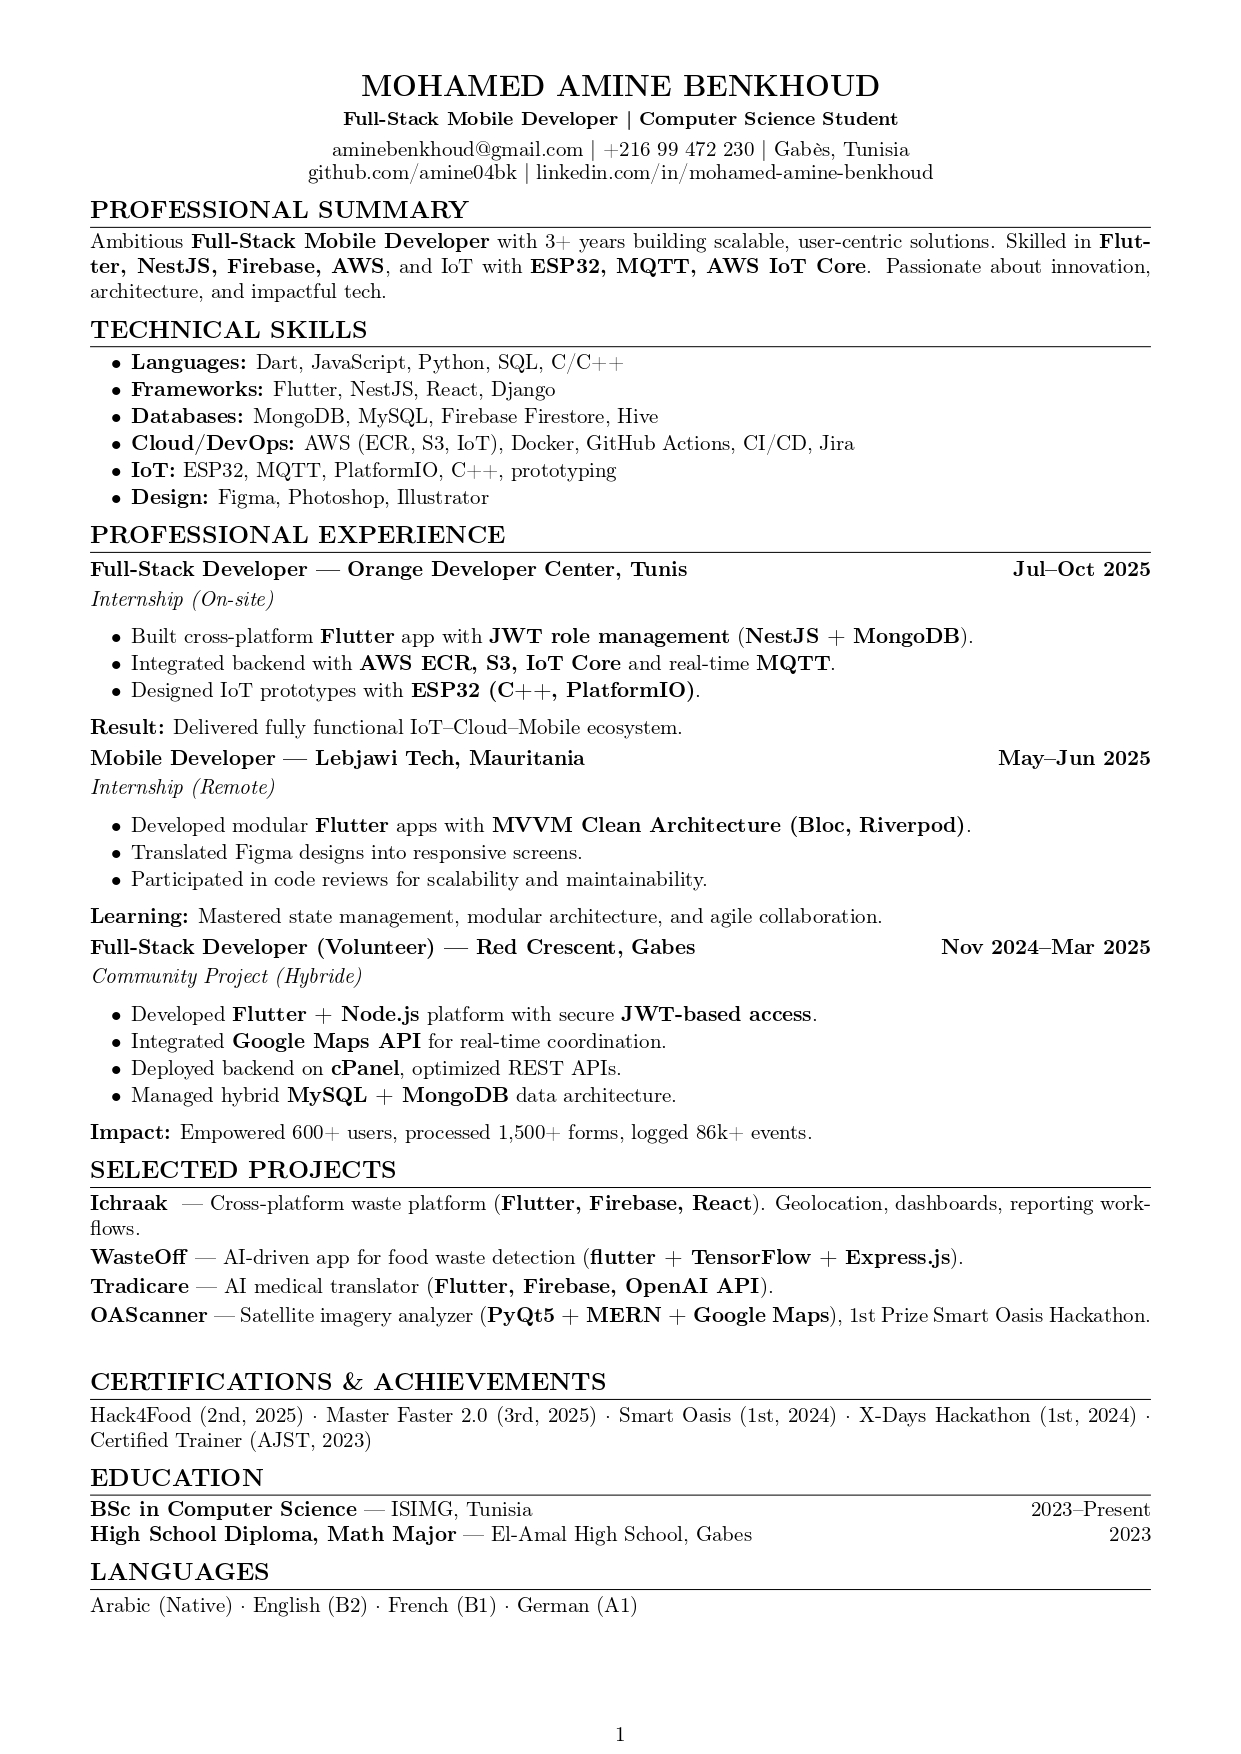 MOHAMED AMINE BENKHOUD
Full-Stack Mobile Developer | Computer Science Student
aminebenkhoud@gmail.com | +216 99 472 230 | Gabès, Tunisia
github.com/amine04bk | linkedin.com/in/mohamed-amine-benkhoud
PROFESSIONAL SUMMARY
Ambitious Full-Stack Mobile Developer with 3+ years building scalable, user-centric solutions. Skilled in Flut-
ter, NestJS, Firebase, AWS, and IoT with ESP32, MQTT, AWS IoT Core. Passionate about innovation,
architecture, and impactful tech.
TECHNICAL SKILLS
• Languages: Dart, JavaScript, Python, SQL, C/C++
• Frameworks: Flutter, NestJS, React, Django
• Databases: MongoDB, MySQL, Firebase Firestore, Hive
• Cloud/DevOps: AWS (ECR, S3, IoT), Docker, GitHub Actions, CI/CD, Jira
• IoT: ESP32, MQTT, PlatformIO, C++, prototyping
• Design: Figma, Photoshop, Illustrator
PROFESSIONAL EXPERIENCE
Full-Stack Developer — Orange Developer Center, Tunis Jul–Oct 2025
Internship (On-site)
• Built cross-platform Flutter app with JWT role management (NestJS + MongoDB).
• Integrated backend with AWS ECR, S3, IoT Core and real-time MQTT.
• Designed IoT prototypes with ESP32 (C++, PlatformIO).
Result: Delivered fully functional IoT–Cloud–Mobile ecosystem.
Mobile Developer — Lebjawi Tech, Mauritania May–Jun 2025
Internship (Remote)
• Developed modular Flutter apps with MVVM Clean Architecture (Bloc, Riverpod).
• Translated Figma designs into responsive screens.
• Participated in code reviews for scalability and maintainability.
Learning: Mastered state management, modular architecture, and agile collaboration.
Full-Stack Developer (Volunteer) — Red Crescent, Gabes Nov 2024–Mar 2025
Community Project (Hybride)
• Developed Flutter + Node.js platform with secure JWT-based access.
• Integrated Google Maps API for real-time coordination.
• Deployed backend on cPanel, optimized REST APIs.
• Managed hybrid MySQL + MongoDB data architecture.
Impact: Empowered 600+ users, processed 1,500+ forms, logged 86k+ events.
SELECTED PROJECTS
Ichraak — Cross-platform waste platform (Flutter, Firebase, React). Geolocation, dashboards, reporting work-
flows.
WasteOff — AI-driven app for food waste detection (flutter + TensorFlow + Express.js).
Tradicare — AI medical translator (Flutter, Firebase, OpenAI API).
OAScanner — Satellite imagery analyzer (PyQt5 + MERN + Google Maps), 1st Prize Smart Oasis Hackathon.
CERTIFICATIONS & ACHIEVEMENTS
Hack4Food (2nd, 2025) · Master Faster 2.0 (3rd, 2025) · Smart Oasis (1st, 2024) · X-Days Hackathon (1st, 2024) ·
Certified Trainer (AJST, 2023)
EDUCATION
BSc in Computer Science — ISIMG, Tunisia 2023–Present
High School Diploma, Math Major — El-Amal High School, Gabes 2023
LANGUAGES
Arabic (Native) · English (B2) · French (B1) · German (A1)
1